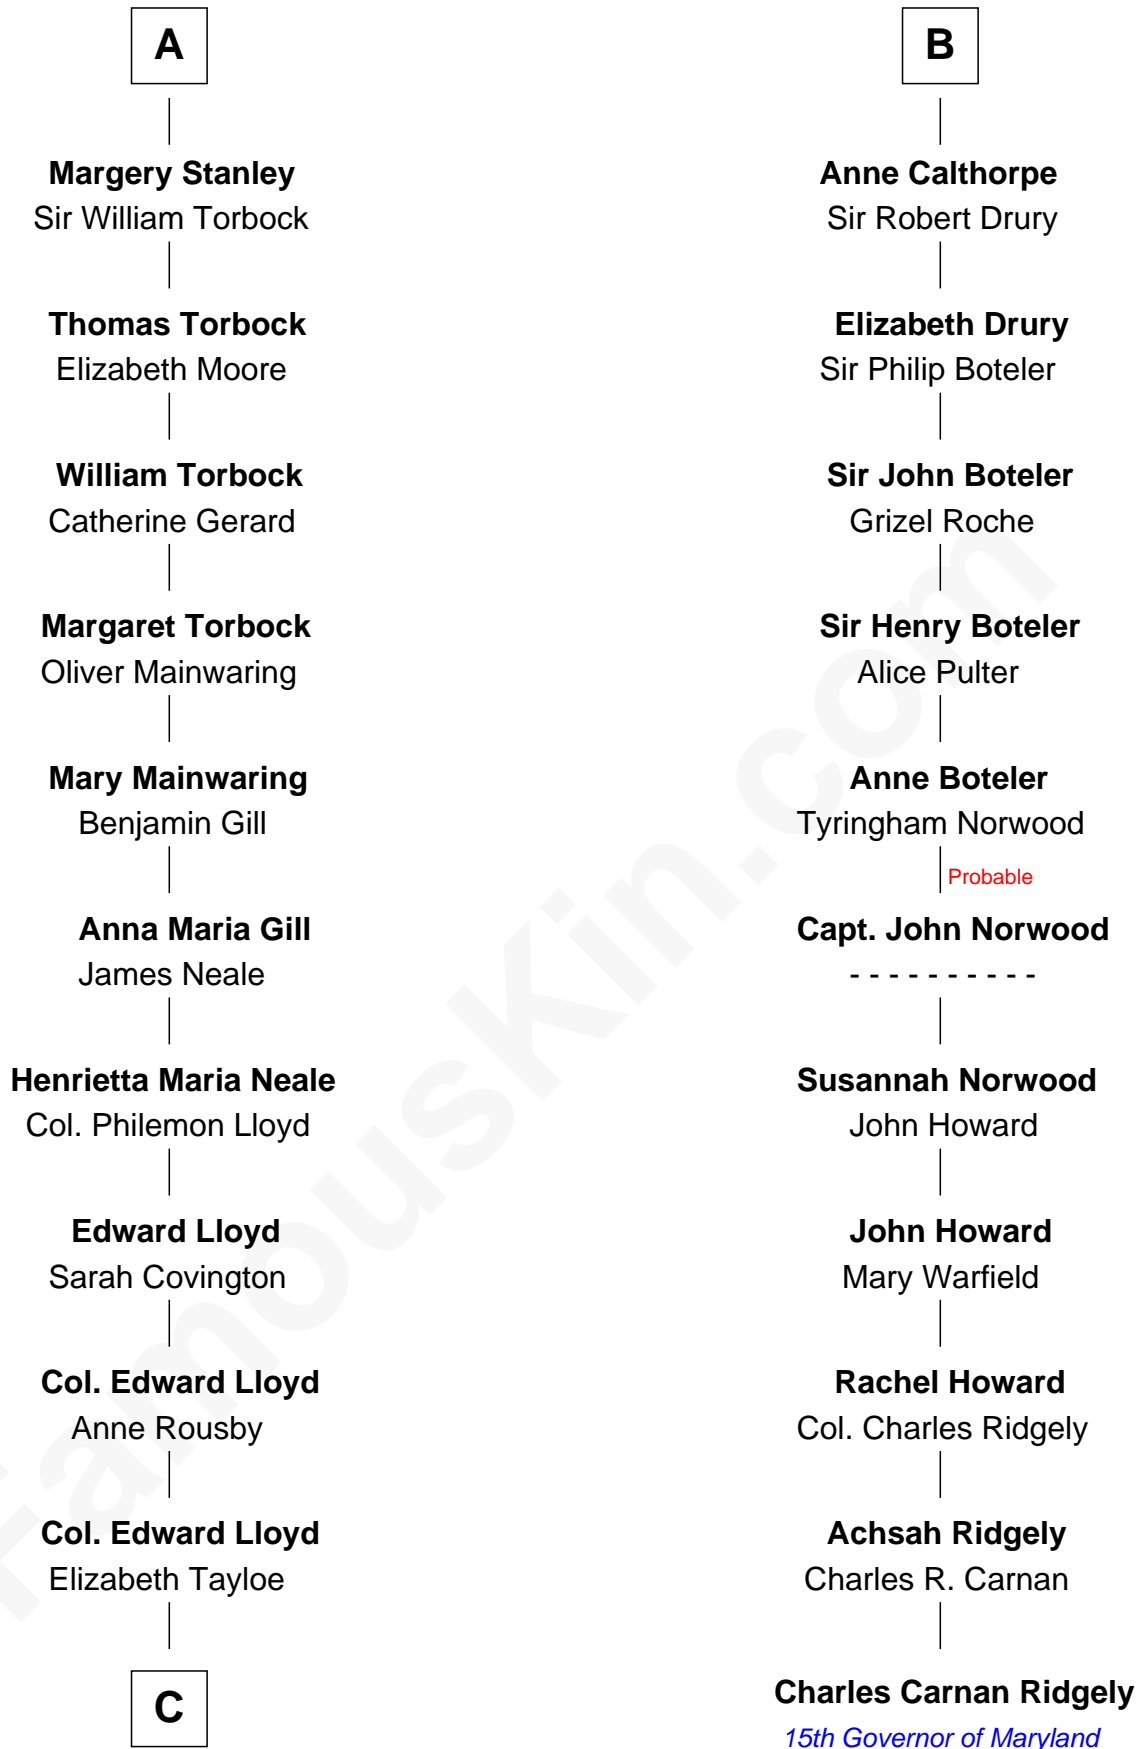 A
Margery Stanley
Sir William Torbock
Thomas Torbock
Elizabeth Moore
William Torbock
Catherine Gerard
Margaret Torbock
Oliver Mainwaring
Mary Mainwaring
Benjamin Gill
Anna Maria Gill
James Neale
Henrietta Maria Neale
Col. Philemon Lloyd
Edward Lloyd
Sarah Covington
Col. Edward Lloyd
Anne Rousby
Col. Edward Lloyd
Elizabeth Tayloe
C
B
Anne Calthorpe
Sir Robert Drury
Elizabeth Drury
Sir Philip Boteler
Sir John Boteler
Grizel Roche
Sir Henry Boteler
Alice Pulter
Anne Boteler
Tyringham Norwood
Probable
Capt. John Norwood
- - - - - - - - - -
Susannah Norwood
John Howard
John Howard
Mary Warfield
Rachel Howard
Col. Charles Ridgely
Achsah Ridgely
Charles R. Carnan
Charles Carnan Ridgely
15th Governor of Maryland
FamousKin.com